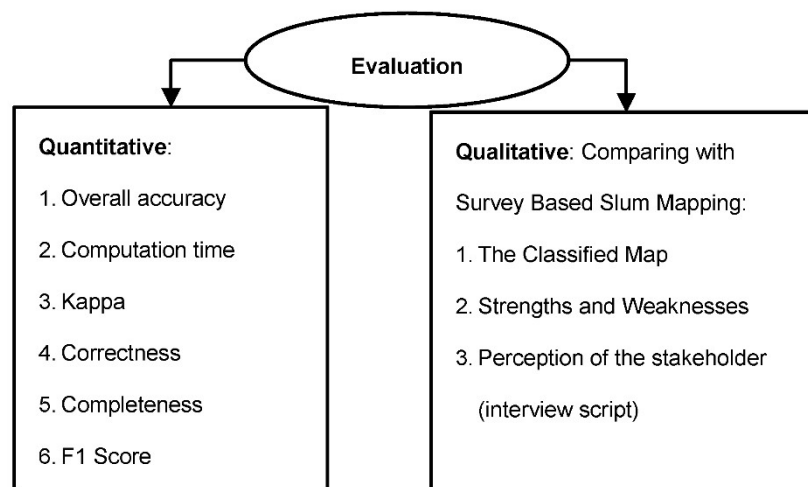 Evaluation
Quantitative:
1. Overall accuracy
2. Computation time
3. Kappa
4. Correctness
5. Completeness
6. F1 Score
Qualitative: Comparing with
Survey Based Slum Mapping:
1. The Classified Map
2. Strengths and Weaknesses
3. Perception of the stakeholder
(interview script)